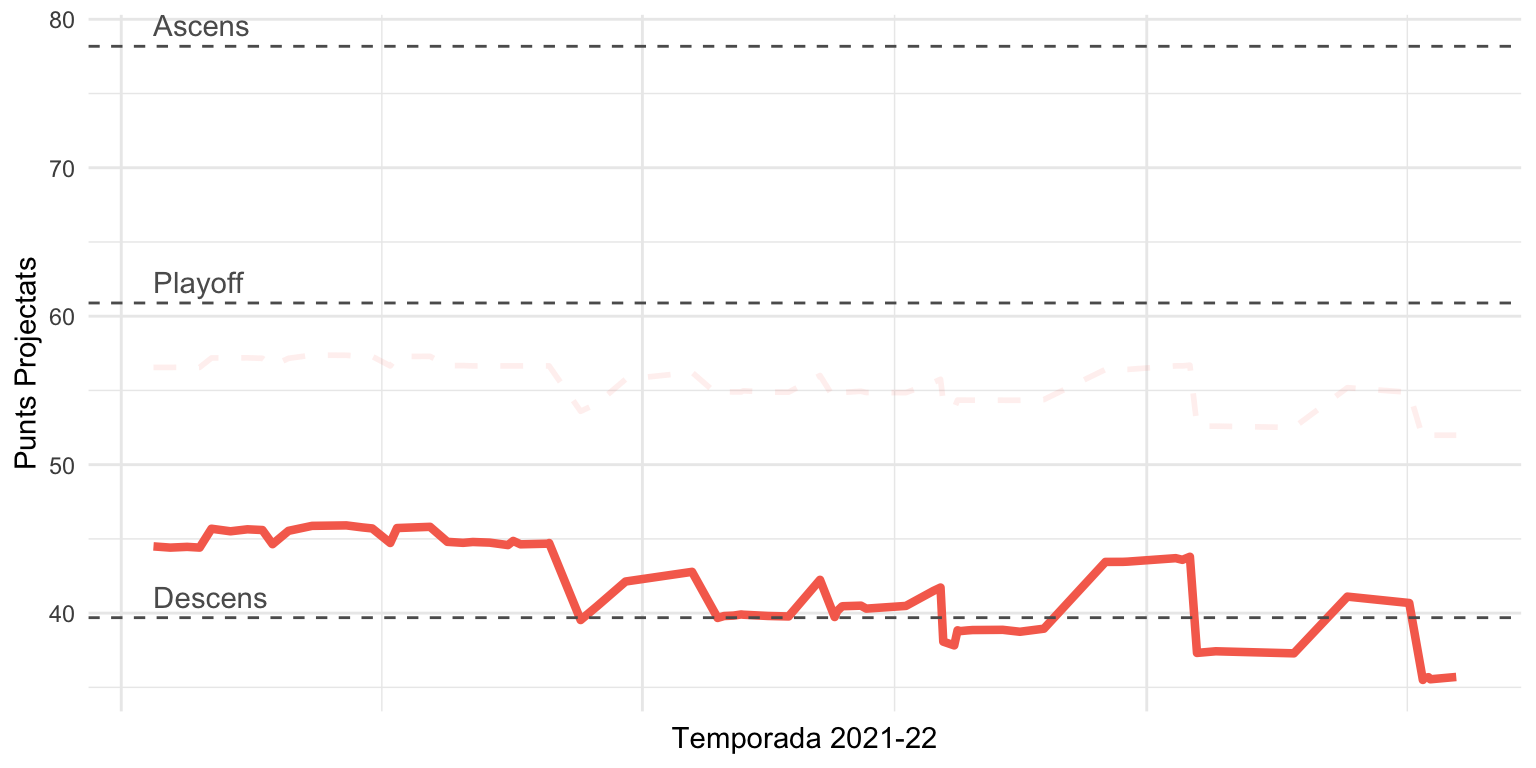 80
Ascens
70
Playoff
60
Punts Projectats
50
Descens
40
Temporada 2021-22